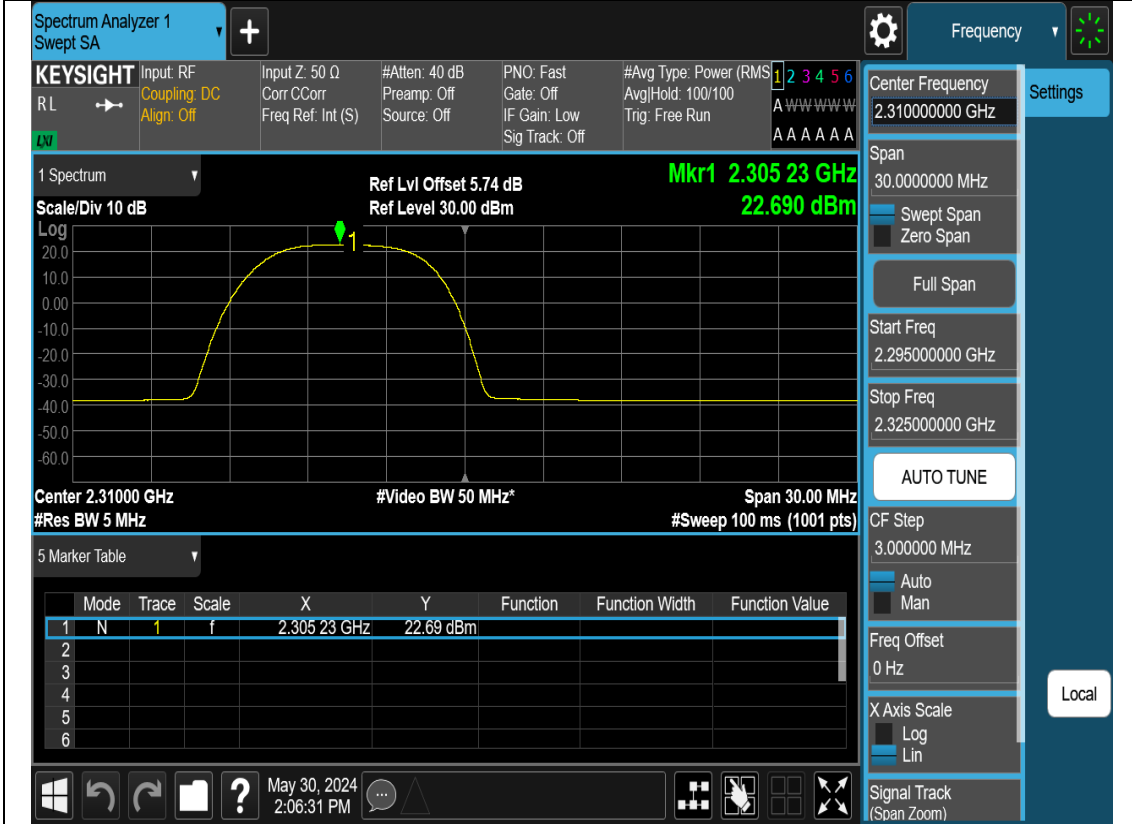 Spectrum Analyzer 1
Swept SA
+
Frequency
KEYSIGHT
RL
LXI
Input: RF
Coupling: DC
Align: Off
Input Z: 50 Ω
Corr CCorr
Freq Ref: Int (S)
#Atten: 40 dB
Preamp: Off
Source: Off
PNO: Fast
Gate: Off
IF Gain: Low
Sig Track: Off
#Avg Type: Power (RMS
Avg|Hold: 100/100
Trig: Free Run
1 2 3 4 5 6
A W W W W W
A A A A A A
1 Spectrum
Scale/Div 10 dB
Ref Lvl Offset 5.74 dB
Ref Level 30.00 dBm
Mkr1 2.305 23 GHz
22.690 dBm
Log
1
20.0
10.0
0.00
-10.0
-20.0
-30.0
-40.0
-50.0
-60.0
Center 2.31000 GHz
#Video BW 50 MHz*
Span 30.00 MHz
#Res BW 5 MHz
#Sweep 100 ms (1001 pts)
5 Marker Table
Mode Trace Scale X Y Function Function Width Function Value
1 N 1 f 2.305 23 GHz 22.69 dBm
2
3
4
5
6
?
May 30, 2024
2:06:31 PM
Center Frequency
2.310000000 GHz
Settings
Span
30.0000000 MHz
Swept Span
Zero Span
Full Span
Start Freq
2.295000000 GHz
Stop Freq
2.325000000 GHz
AUTO TUNE
CF Step
3.000000 MHz
Auto
Man
Freq Offset
0 Hz
Local
X Axis Scale
Log
Lin
Signal Track
(Span Zoom)